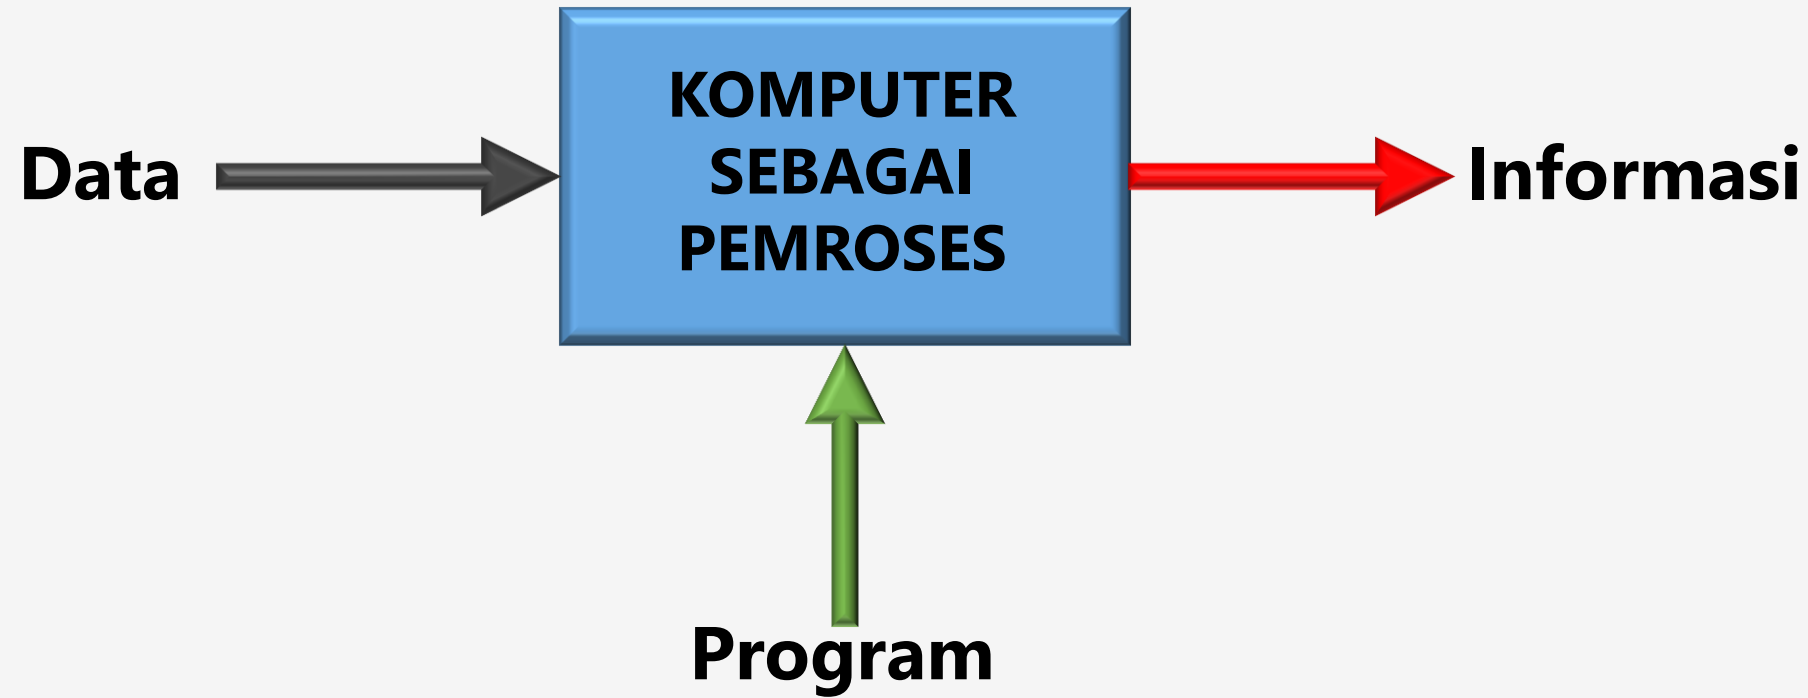 KOMPUTER
SEBAGAI
PEMROSES
Data
Informasi
Program